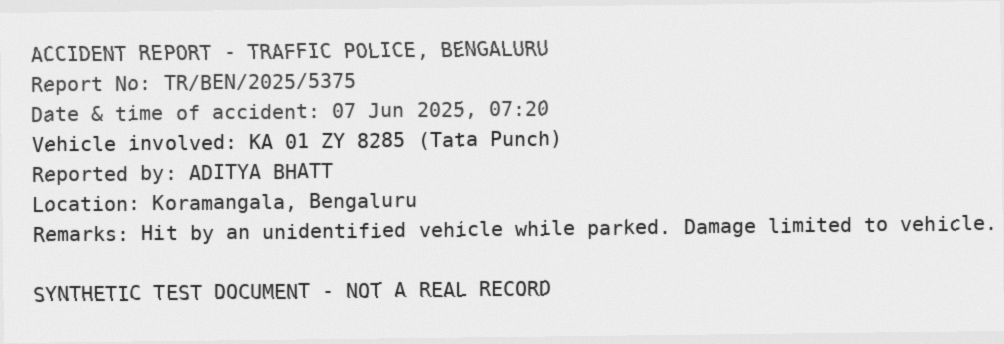 ACCIDENT REPORT - TRAFFIC POLICE, BENGALURU
Report No: TR/BEN/2025/5375
Date & time of accident: 07 Jun 2025, 07:20
Vehicle involved: KA 01 ZY 8285 (Tata Punch)
Reported by: ADITYA BHATT
Location: Koramangala, Bengaluru
Remarks: Hit by an unidentified vehicle while parked. Damage limited to vehicle.
SYNTHETIC TEST DOCUMENT - NOT A REAL RECORD